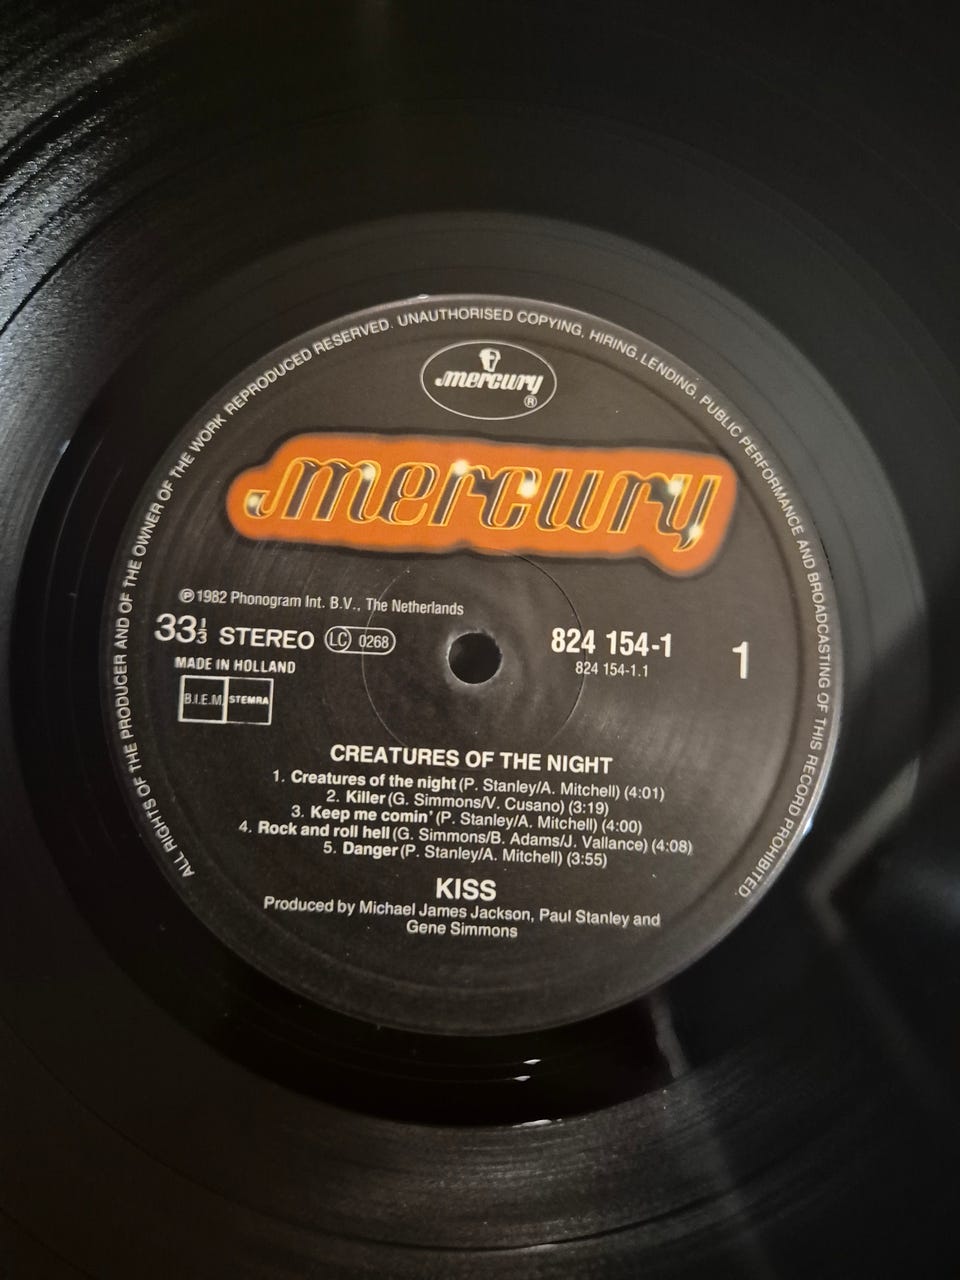 ALL RIGHTS OF THE PRODUCER AND OF THE OWNER OF THE WORK REPRODUCED RESERVED. UNAUTHORISED COPYING, HIRING, LENDING, PUBLIC PERFORMANCE AND BROADCASTING OF THIS RECORD PROHIBITED.
mercury ®
mercury
℗ 1982 Phonogram Int. B.V., The Netherlands
33⅓ STEREO LC 0268
MADE IN HOLLAND
B.I.E.M. STEMRA
824 154-1
824 154-1.1
1
CREATURES OF THE NIGHT
1. Creatures of the night (P. Stanley/A. Mitchell) (4:01)
2. Killer (G. Simmons/V. Cusano) (3:19)
3. Keep me comin' (P. Stanley/A. Mitchell) (4:00)
4. Rock and roll hell (G. Simmons/B. Adams/J. Vallance) (4:08)
5. Danger (P. Stanley/A. Mitchell) (3:55)
KISS
Produced by Michael James Jackson, Paul Stanley and
Gene Simmons